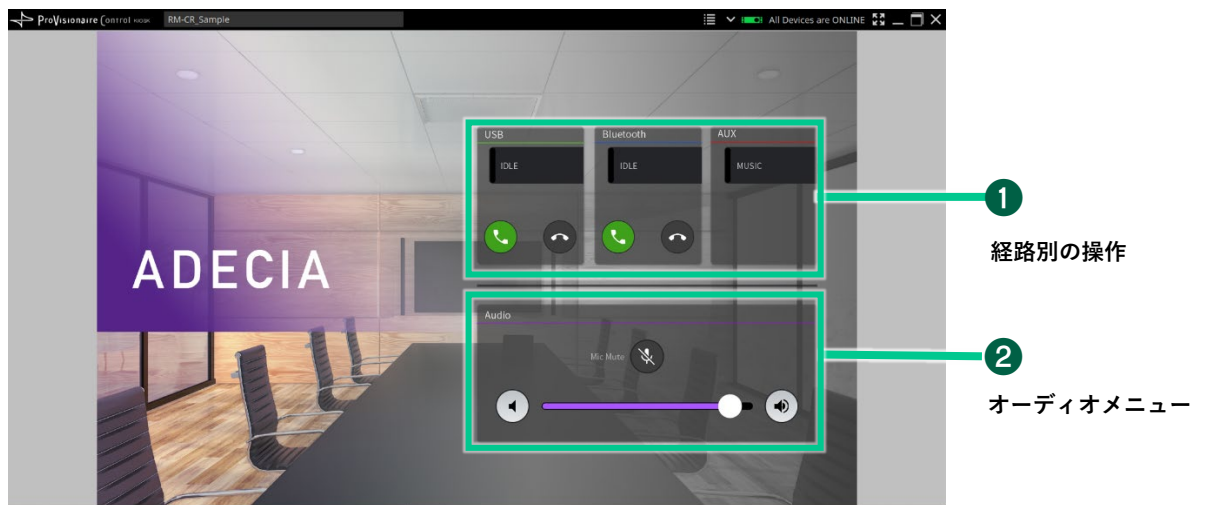 ProVisionaire Control KIOSK RM-CR_Sample All Devices are ONLINE
USB Bluetooth AUX
IDLE IDLE MUSIC
1
経路別の操作
ADECIA
Audio
Mic Mute
2
オーディオメニュー